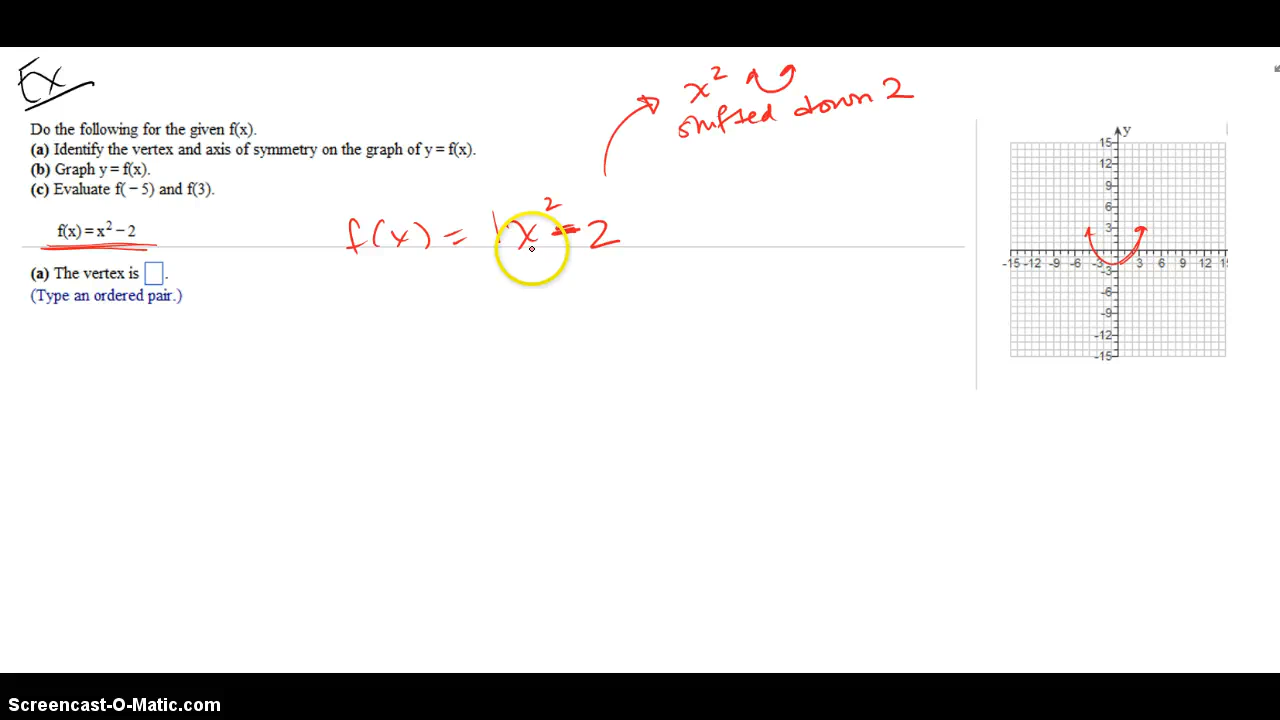 Ex
x² shifted down 2
Do the following for the given f(x).
(a) Identify the vertex and axis of symmetry on the graph of y = f(x).
(b) Graph y = f(x).
(c) Evaluate f( − 5) and f(3).
f(x) = x² − 2
f(x) = 1x² − 2
(a) The vertex is .
(Type an ordered pair.)
y
15
12
9
6
3
-15 -12 -9 -6 -3 3 6 9 12 1
-3
-6
-9
-12
-15
Screencast-O-Matic.com